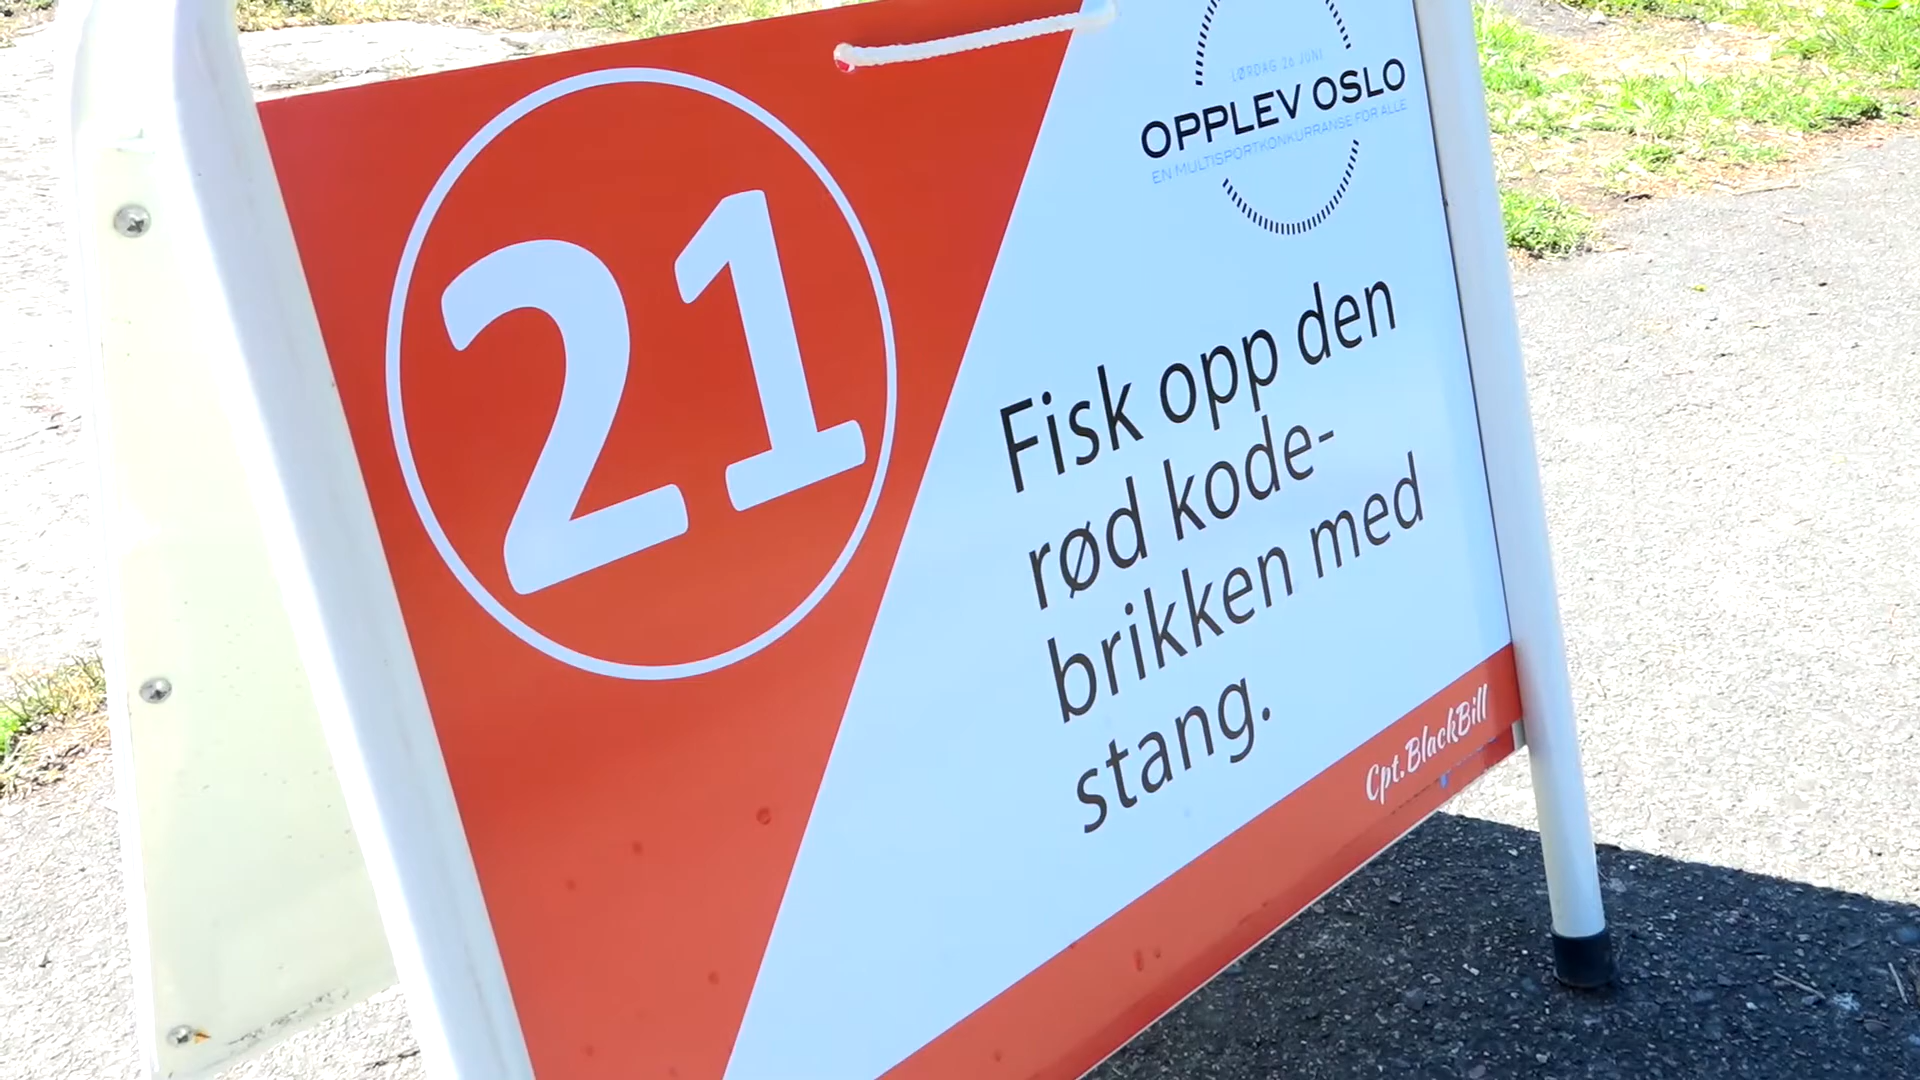 21
LØRDAG 26 JUNI
OPPLEV OSLO
EN MULTISPORTKONKURRANSE FOR ALLE
Fisk opp den
rød kode-
brikken med
stang.
Cpt.BlackBill